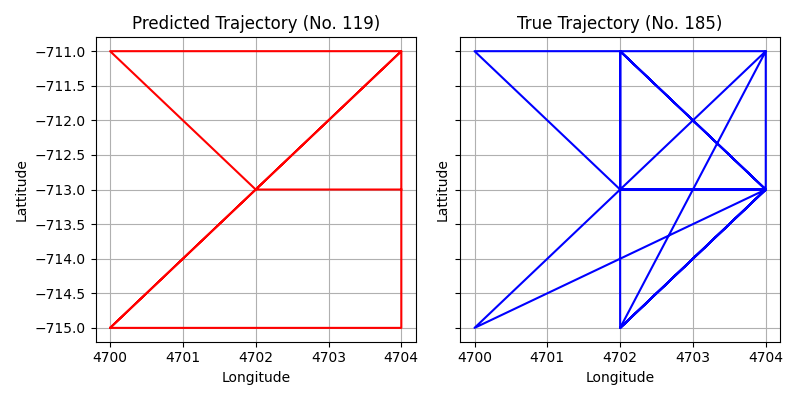 Predicted Trajectory (No. 119)
True Trajectory (No. 185)
−711.0
−711.5
−712.0
−712.5
−713.0
−713.5
−714.0
−714.5
−715.0
Lattitude
Lattitude
4700 4701 4702 4703 4704
4700 4701 4702 4703 4704
Longitude
Longitude